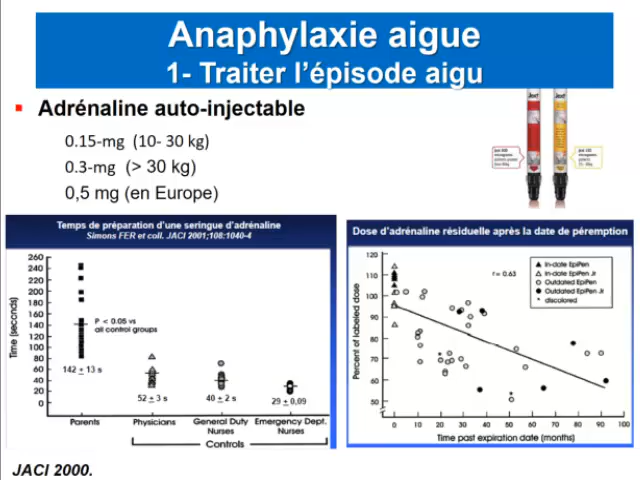 Anaphylaxie aigue
1- Traiter l'épisode aigu
Adrénaline auto-injectable
0.15-mg (10- 30 kg)
0.3-mg (> 30 kg)
0,5 mg (en Europe)
Jext
Jext
Temps de préparation d'une seringue d'adrénaline
Simons FER et coll. JACI 2001;108:1040-4
Time (seconds)
260
240
220
200
180
160
140
120
100
80
60
40
20
0
P < 0.05 vs
all control groups
142 + 13 s
52 + 3 s
40 + 2 s
29 + 0,09
Parents
Physicians
General Duty
Nurses
Emergency Dept.
Nurses
Controls
Dose d'adrénaline résiduelle après la date de péremption
Percent of labeled dose
120
110
100
90
80
70
60
50
r = 0.63
In-date EpiPen
In-date EpiPen Jr
Outdated EpiPen
Outdated EpiPen Jr
discolored
0 10 20 30 40 50 60 70 80 90 100
Time past expiration date (months)
JACI 2000.